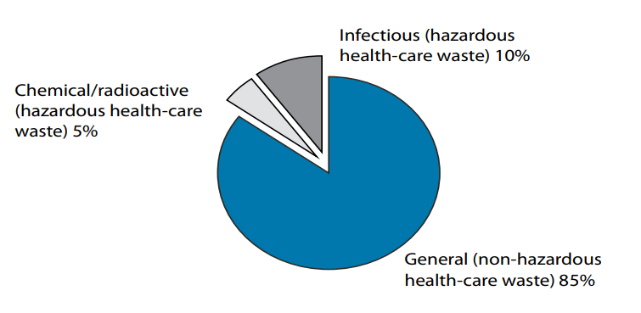 Infectious (hazardous
health-care waste) 10%
Chemical/radioactive
(hazardous health-care
waste) 5%
General (non-hazardous
health-care waste) 85%